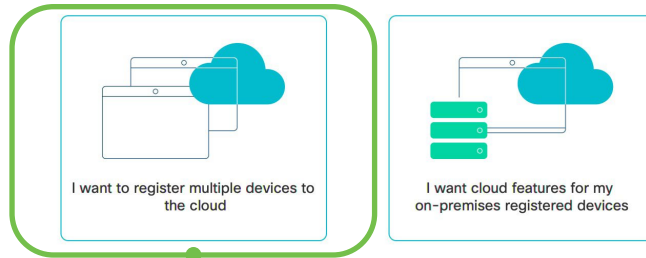 I want to register multiple devices to
the cloud
I want cloud features for my
on-premises registered devices